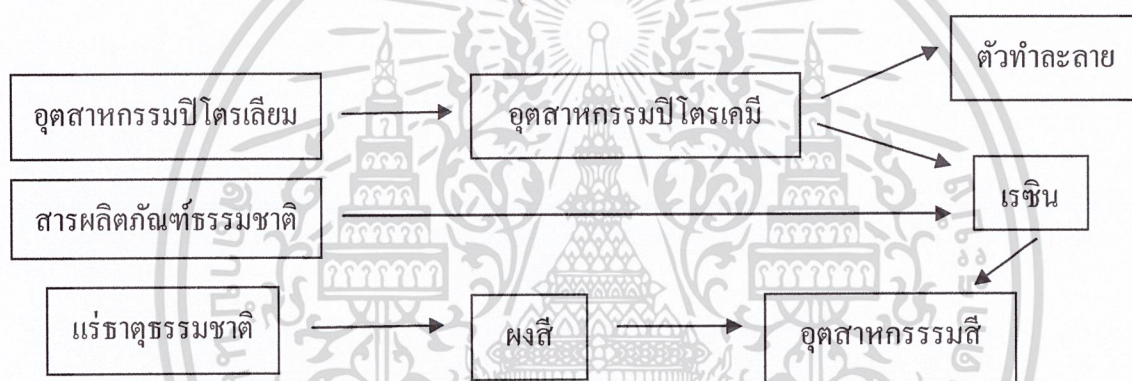 ตัวทำละลาย
อุตสาหกรรมปิโตรเลียม
อุตสาหกรรมปิโตรเคมี
เรซิน
สารผลิตภัณฑ์ธรรมชาติ
แร่ธาตุธรรมชาติ
ผงสี
อุตสาหกรรรมสี